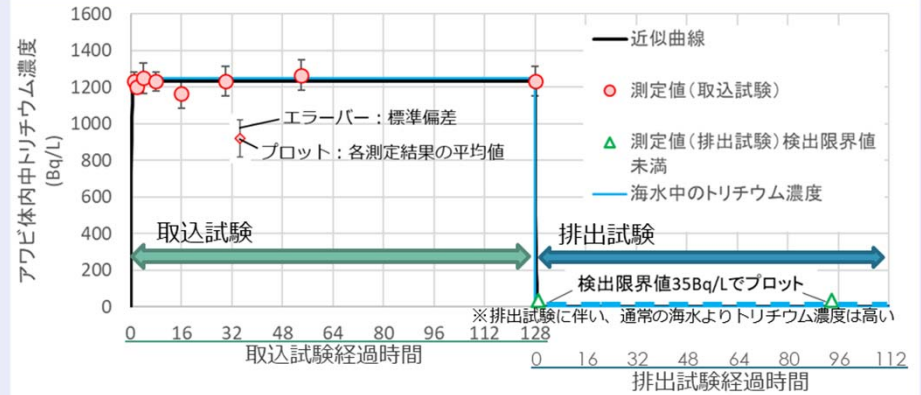 アワビ体内中トリチウム濃度
(Bq/L)
1600
1400
1200
1000
800
600
400
200
0
近似曲線
測定値（取込試験）
測定値（排出試験）検出限界値
未満
海水中のトリチウム濃度
エラーバー：標準偏差
プロット：各測定結果の平均値
取込試験
排出試験
検出限界値35Bq/Lでプロット
※排出試験に伴い、通常の海水よりトリチウム濃度は高い
0 16 32 48 64 80 96 112 128
取込試験経過時間
0 16 32 48 64 80 96 112
排出試験経過時間